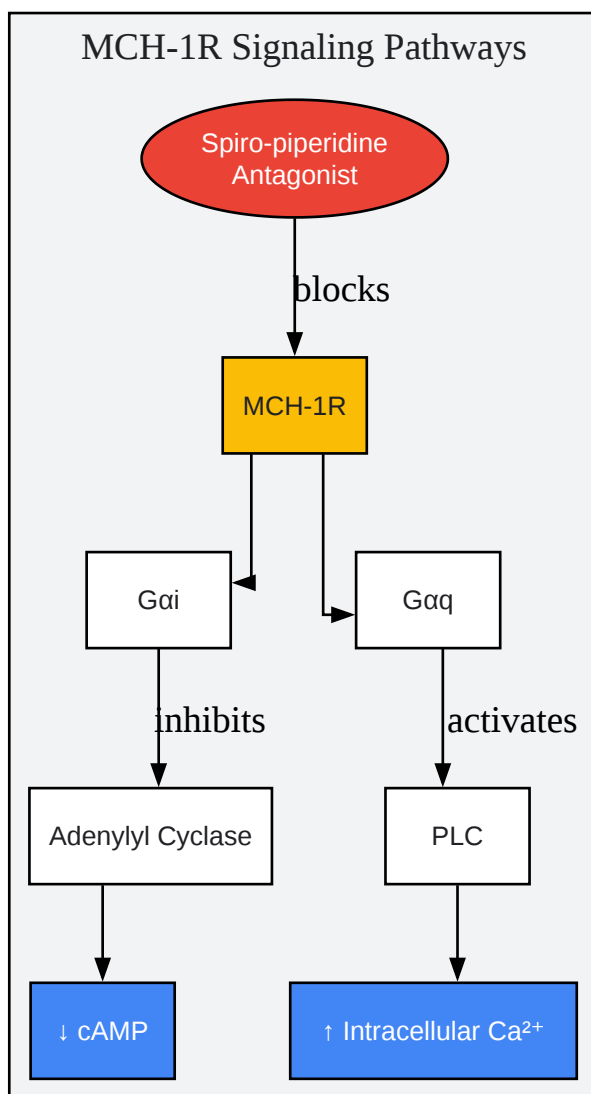 MCH-1R Signaling Pathways
Spiro-piperidine
Antagonist
blocks
MCH-1R
Gαi
Gαq
inhibits
activates
Adenylyl Cyclase
PLC
↓ cAMP
↑ Intracellular Ca²⁺